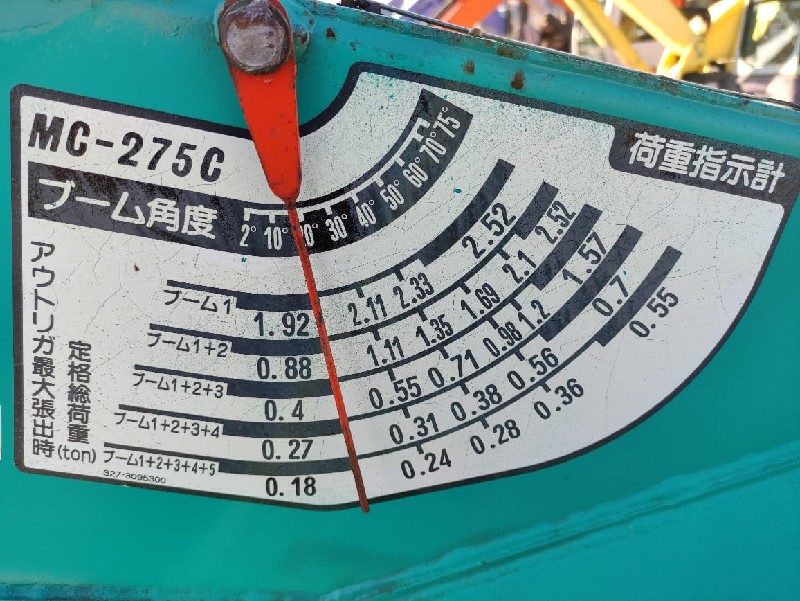 MC-275C
荷重指示計
ブーム角度
2° 10° 30° 40° 50° 60° 70° 75°
アウトリガ最大張出時
定格総荷重(ton)
ブーム1
1.92 2.11 2.33 2.52
ブーム1+2
0.88 1.11 1.35 1.69 2.1 2.52
ブーム1+2+3
0.4 0.55 0.71 0.98 1.2 1.57
ブーム1+2+3+4
0.27 0.31 0.38 0.56 0.7
ブーム1+2+3+4+5
0.18 0.24 0.28 0.36 0.55
327-3095300